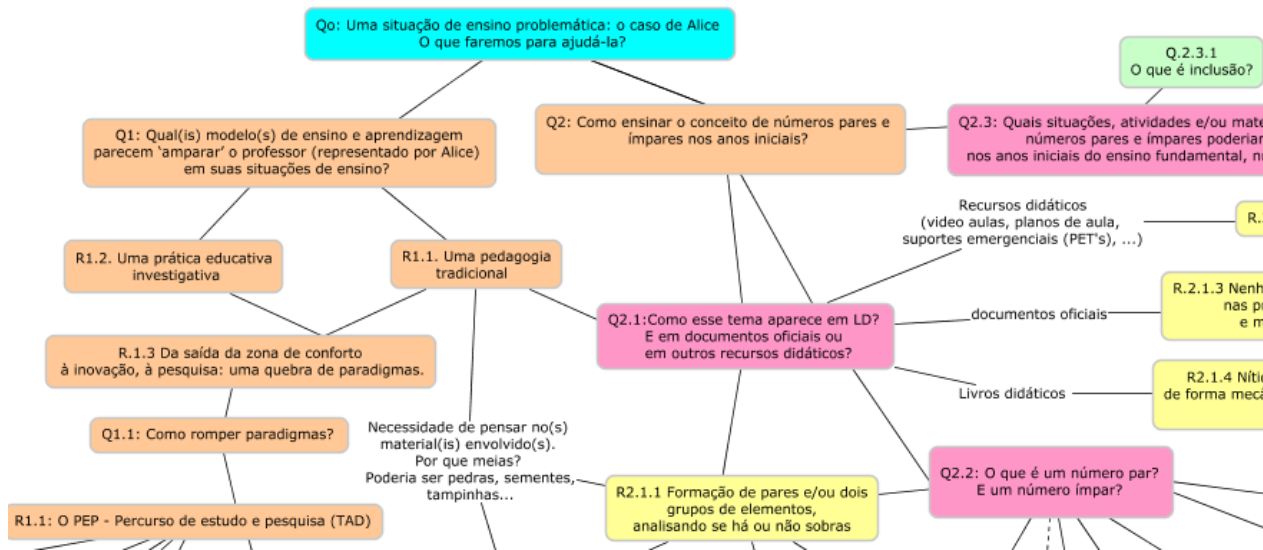 Qo: Uma situação de ensino problemática: o caso de Alice
O que faremos para ajudá-la?
Q.2.3.1
O que é inclusão?
Q1: Qual(is) modelo(s) de ensino e aprendizagem
parecem ‘amparar’ o professor (representado por Alice)
em suas situações de ensino?
Q2: Como ensinar o conceito de números pares e
ímpares nos anos iniciais?
Q2.3: Quais situações, atividades e/ou mate
números pares e ímpares poderiar
nos anos iniciais do ensino fundamental, n
Recursos didáticos
(video aulas, planos de aula,
suportes emergenciais (PET's), ...)
R.
R1.2. Uma prática educativa
investigativa
R1.1. Uma pedagogia
tradicional
Q2.1:Como esse tema aparece em LD?
E em documentos oficiais ou
em outros recursos didáticos?
documentos oficiais
R.2.1.3 Nenh
nas p
e m
R.1.3 Da saída da zona de conforto
à inovação, à pesquisa: uma quebra de paradigmas.
Livros didáticos
R2.1.4 Nític
de forma mecâ
Q1.1: Como romper paradigmas?
Necessidade de pensar no(s)
material(is) envolvido(s).
Por que meias?
Poderia ser pedras, sementes,
tampinhas...
R2.1.1 Formação de pares e/ou dois
grupos de elementos,
analisando se há ou não sobras
Q2.2: O que é um número par?
E um número ímpar?
R1.1: O PEP - Percurso de estudo e pesquisa (TAD)